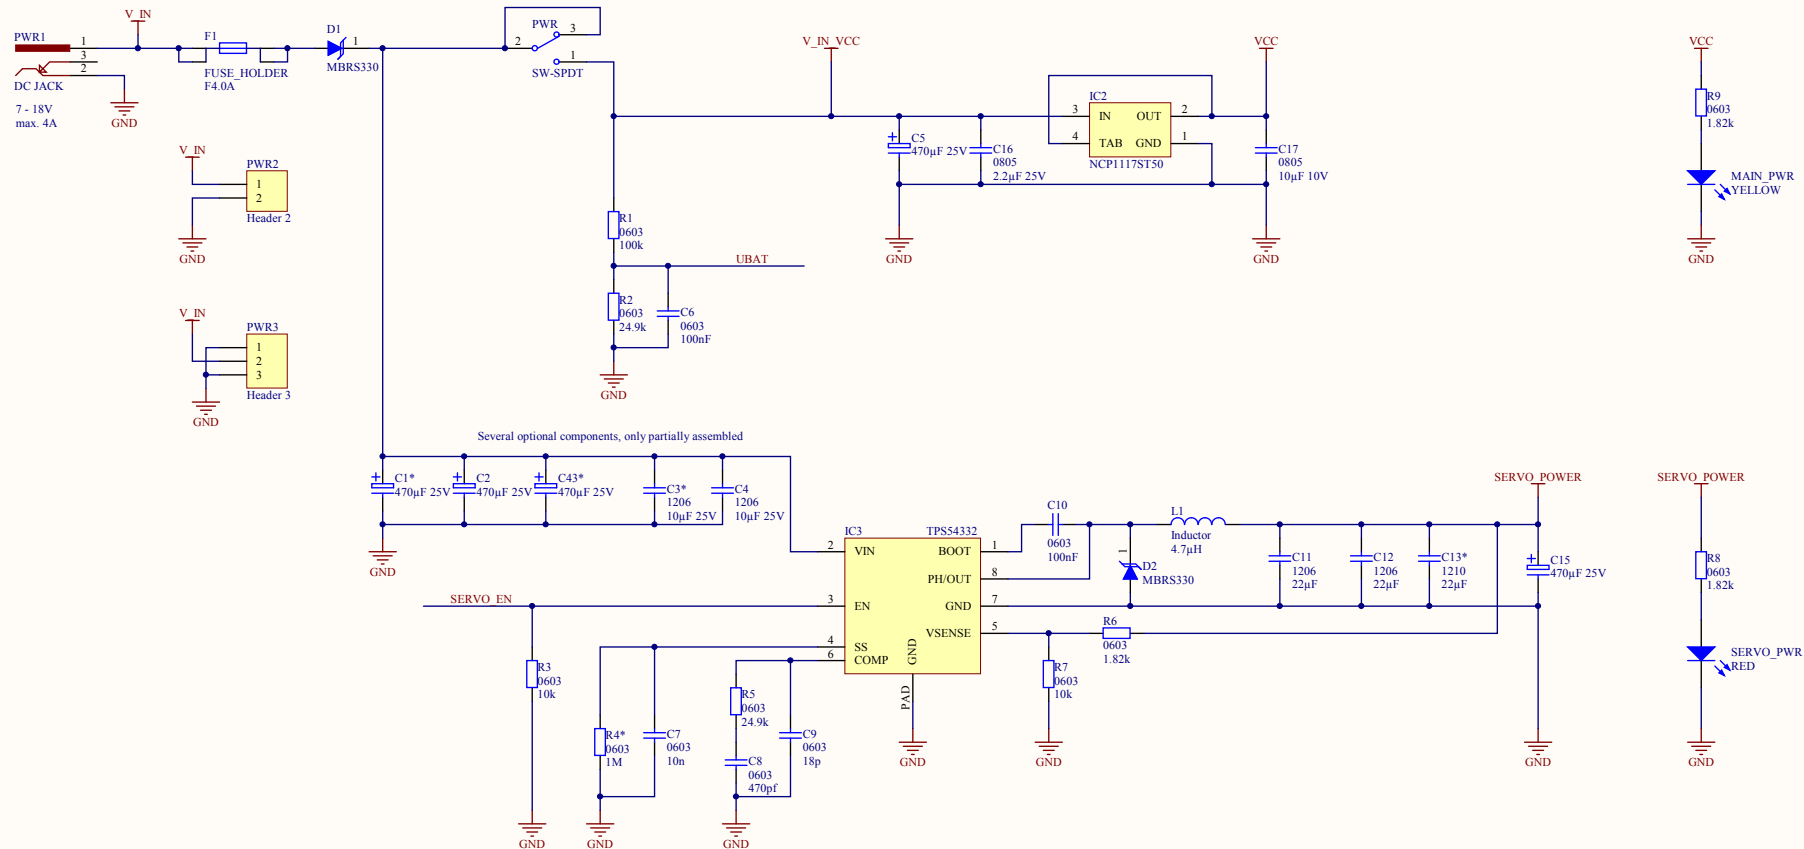 V_IN
PWR1
1
3
2
DC JACK
7 - 18V
max. 4A
GND
F1
FUSE_HOLDER
F4.0A
D1
1
MBRS330
PWR
2
3
1
SW-SPDT
V_IN_VCC
VCC
IC2
3 IN OUT 2
4 TAB GND 1
NCP1117ST50
C5
470µF 25V
C16
0805
2.2µF 25V
C17
0805
10µF 10V
GND
GND
VCC
R9
0603
1.82k
MAIN_PWR
YELLOW
GND
V_IN
PWR2
1
2
Header 2
GND
R1
0603
100k
UBAT
R2
0603
24.9k
C6
0603
100nF
GND
V_IN
PWR3
1
2
3
Header 3
GND
Several optional components, only partially assembled
C1*
470µF 25V
C2
470µF 25V
C43*
470µF 25V
C3*
1206
10µF 25V
C4
1206
10µF 25V
GND
IC3
TPS54332
2 VIN BOOT 1
PH/OUT 8
3 EN GND 7
VSENSE 5
4 SS
6 COMP
GND
PAD
GND
SERVO_EN
R3
0603
10k
GND
R4*
0603
1M
C7
0603
10n
GND
R5
0603
24.9k
C8
0603
470pf
C9
0603
18p
GND
C10
0603
100nF
1
D2
MBRS330
L1
Inductor
4.7µH
C11
1206
22µF
C12
1206
22µF
C13*
1210
22µF
R6
0603
1.82k
R7
0603
10k
GND
SERVO_POWER
C15
470µF 25V
GND
SERVO_POWER
R8
0603
1.82k
SERVO_PWR
RED
GND